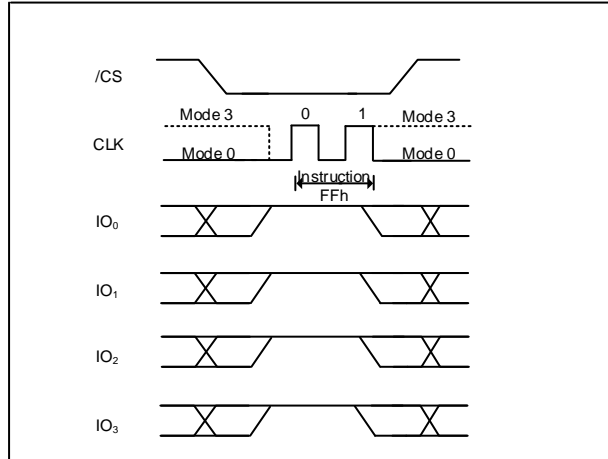 /CS
Mode 3 0 1 Mode 3
CLK
Mode 0 Mode 0
Instruction
FFh
IO₀
IO₁
IO₂
IO₃